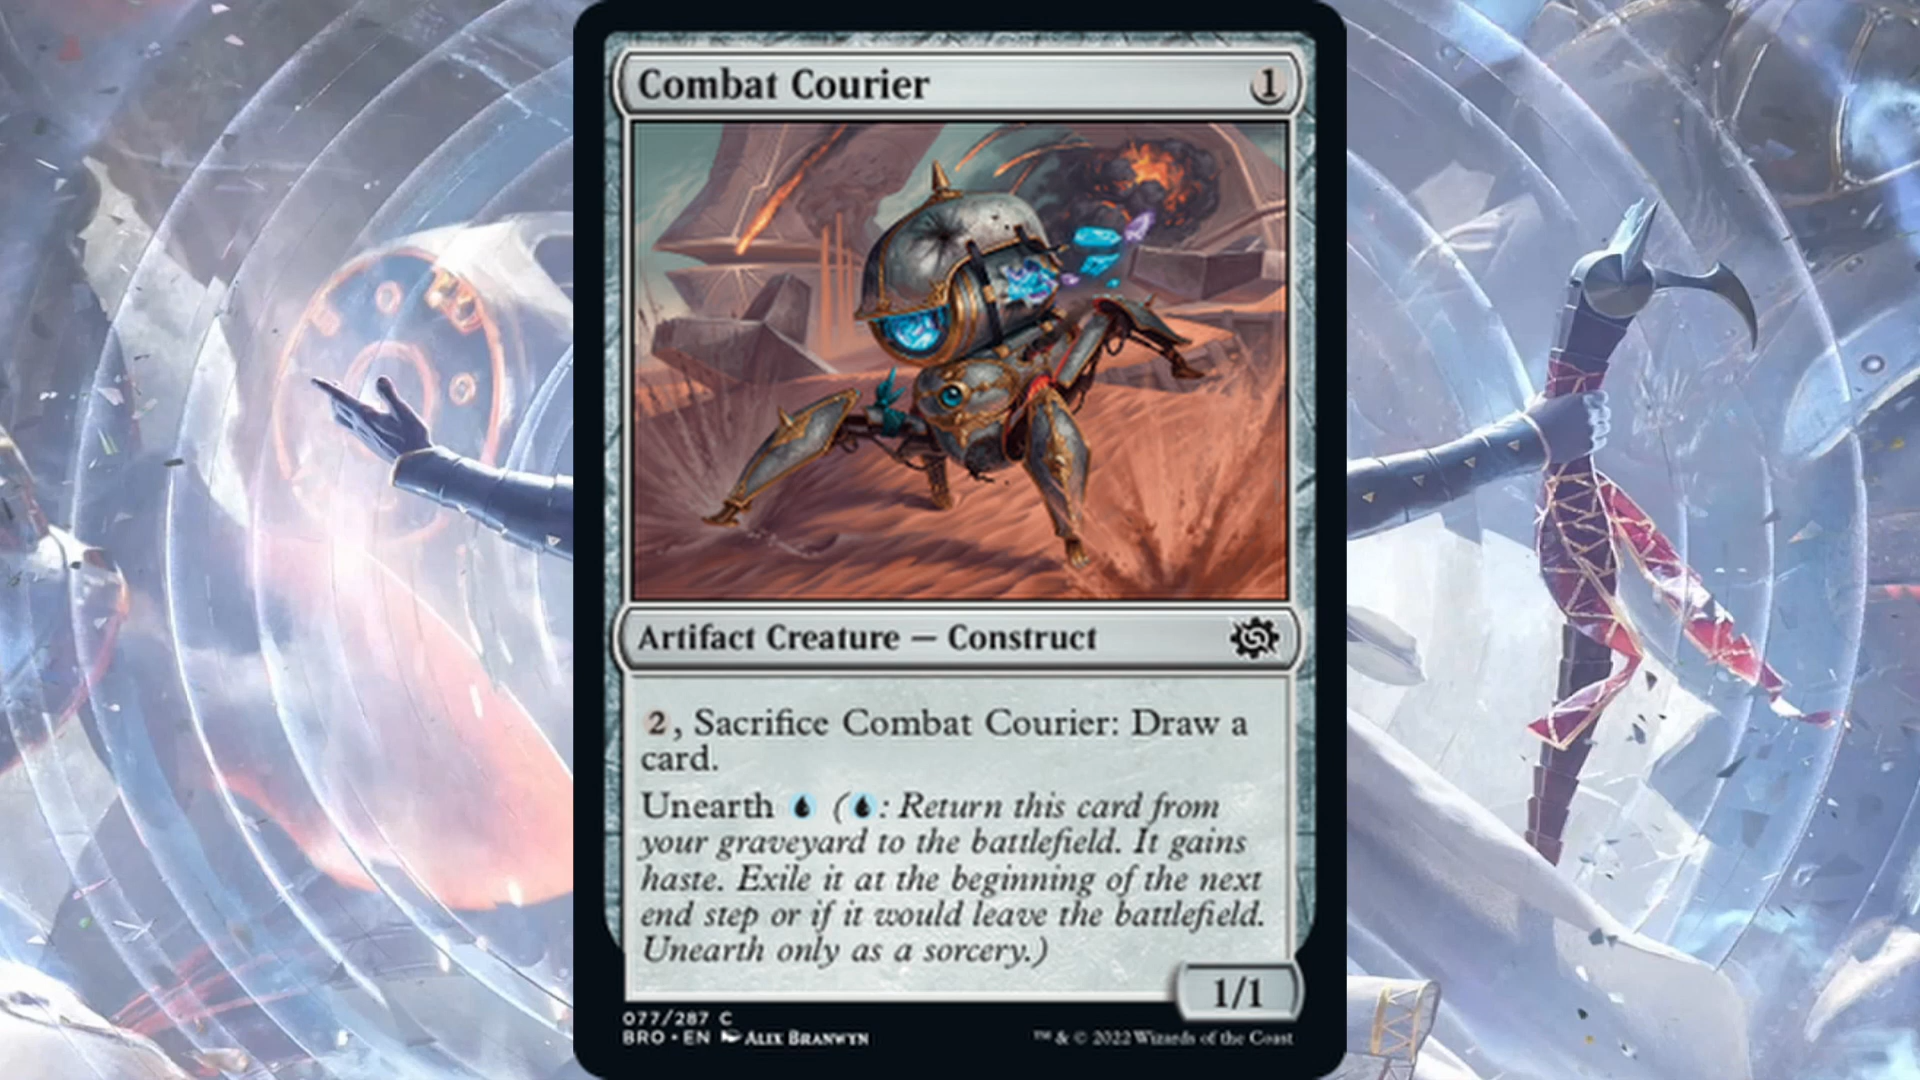 Combat Courier 1
Artifact Creature — Construct
2, Sacrifice Combat Courier: Draw a
card.
Unearth (: Return this card from
your graveyard to the battlefield. It gains
haste. Exile it at the beginning of the next
end step or if it would leave the battlefield.
Unearth only as a sorcery.)
1/1
077/287 C
BRO • EN ALIX BRANWYN
™ & © 2022 Wizards of the Coast